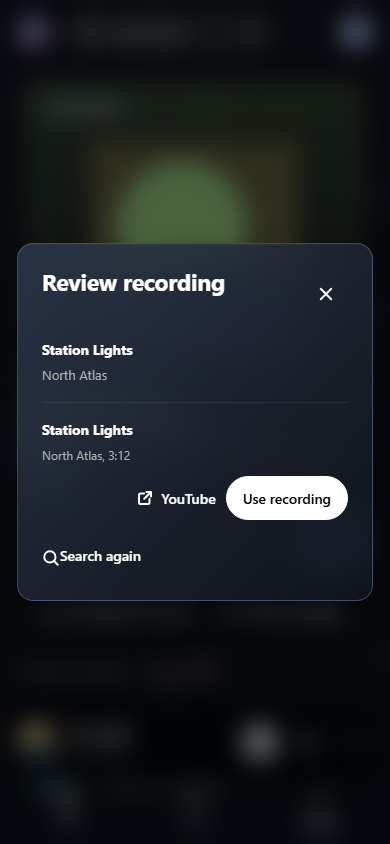 Review recording
Station Lights
North Atlas
Station Lights
North Atlas, 3:12
YouTube
Use recording
Search again